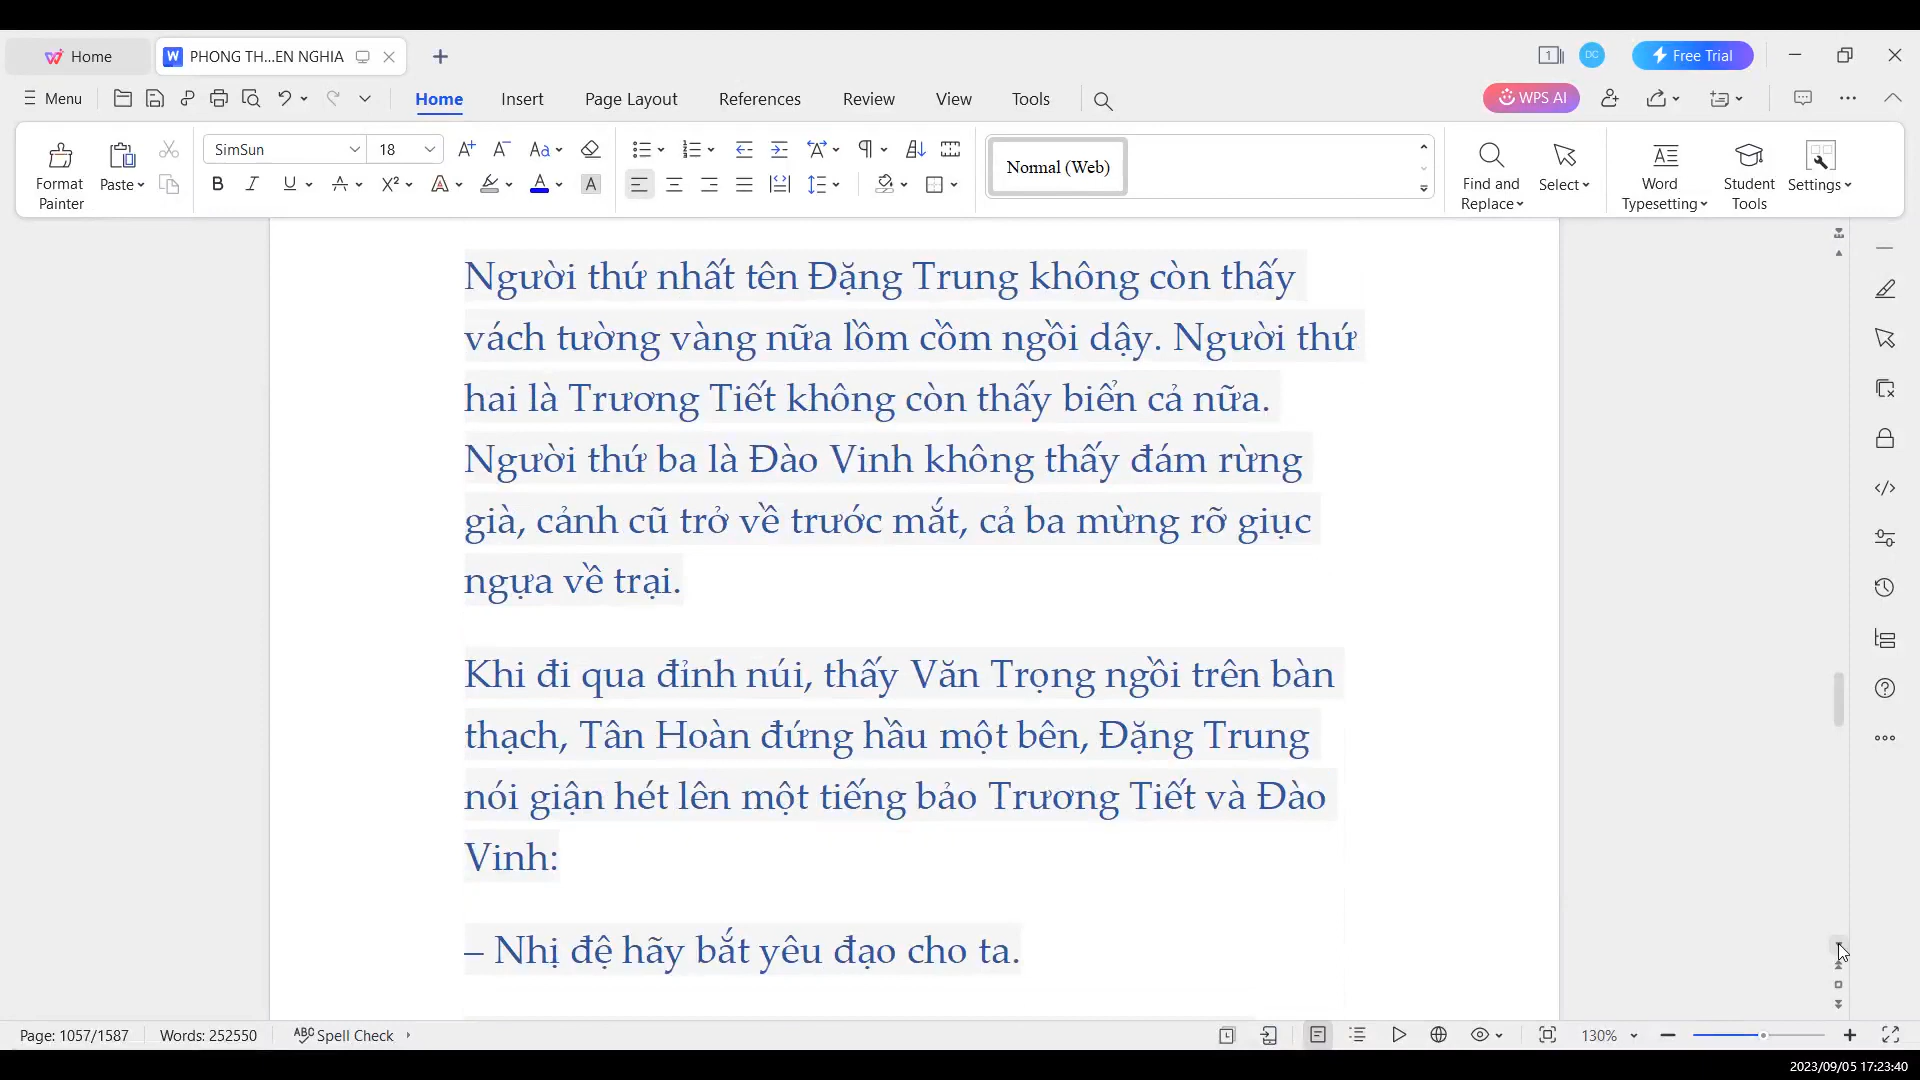 Home
PHONG TH...EN NGHIA
DC
Free Trial
Menu
Home
Insert
Page Layout
References
Review
View
Tools
WPS AI
Format
Painter
Paste
SimSun
18
Normal (Web)
Find and
Replace
Select
Word
Typesetting
Student
Tools
Settings
Người thứ nhất tên Đặng Trung không còn thấy
vách tường vàng nữa lồm cồm ngồi dậy. Người thứ
hai là Trương Tiết không còn thấy biển cả nữa.
Người thứ ba là Đào Vinh không thấy đám rừng
già, cảnh cũ trở về trước mắt, cả ba mừng rỡ giục
ngựa về trại.
Khi đi qua đỉnh núi, thấy Văn Trọng ngồi trên bàn
thạch, Tân Hoàn đứng hầu một bên, Đặng Trung
nói giận hét lên một tiếng bảo Trương Tiết và Đào
Vinh:
– Nhị đệ hãy bắt yêu đạo cho ta.
Page: 1057/1587
Words: 252550
Spell Check
130%
2023/09/05 17:23:40